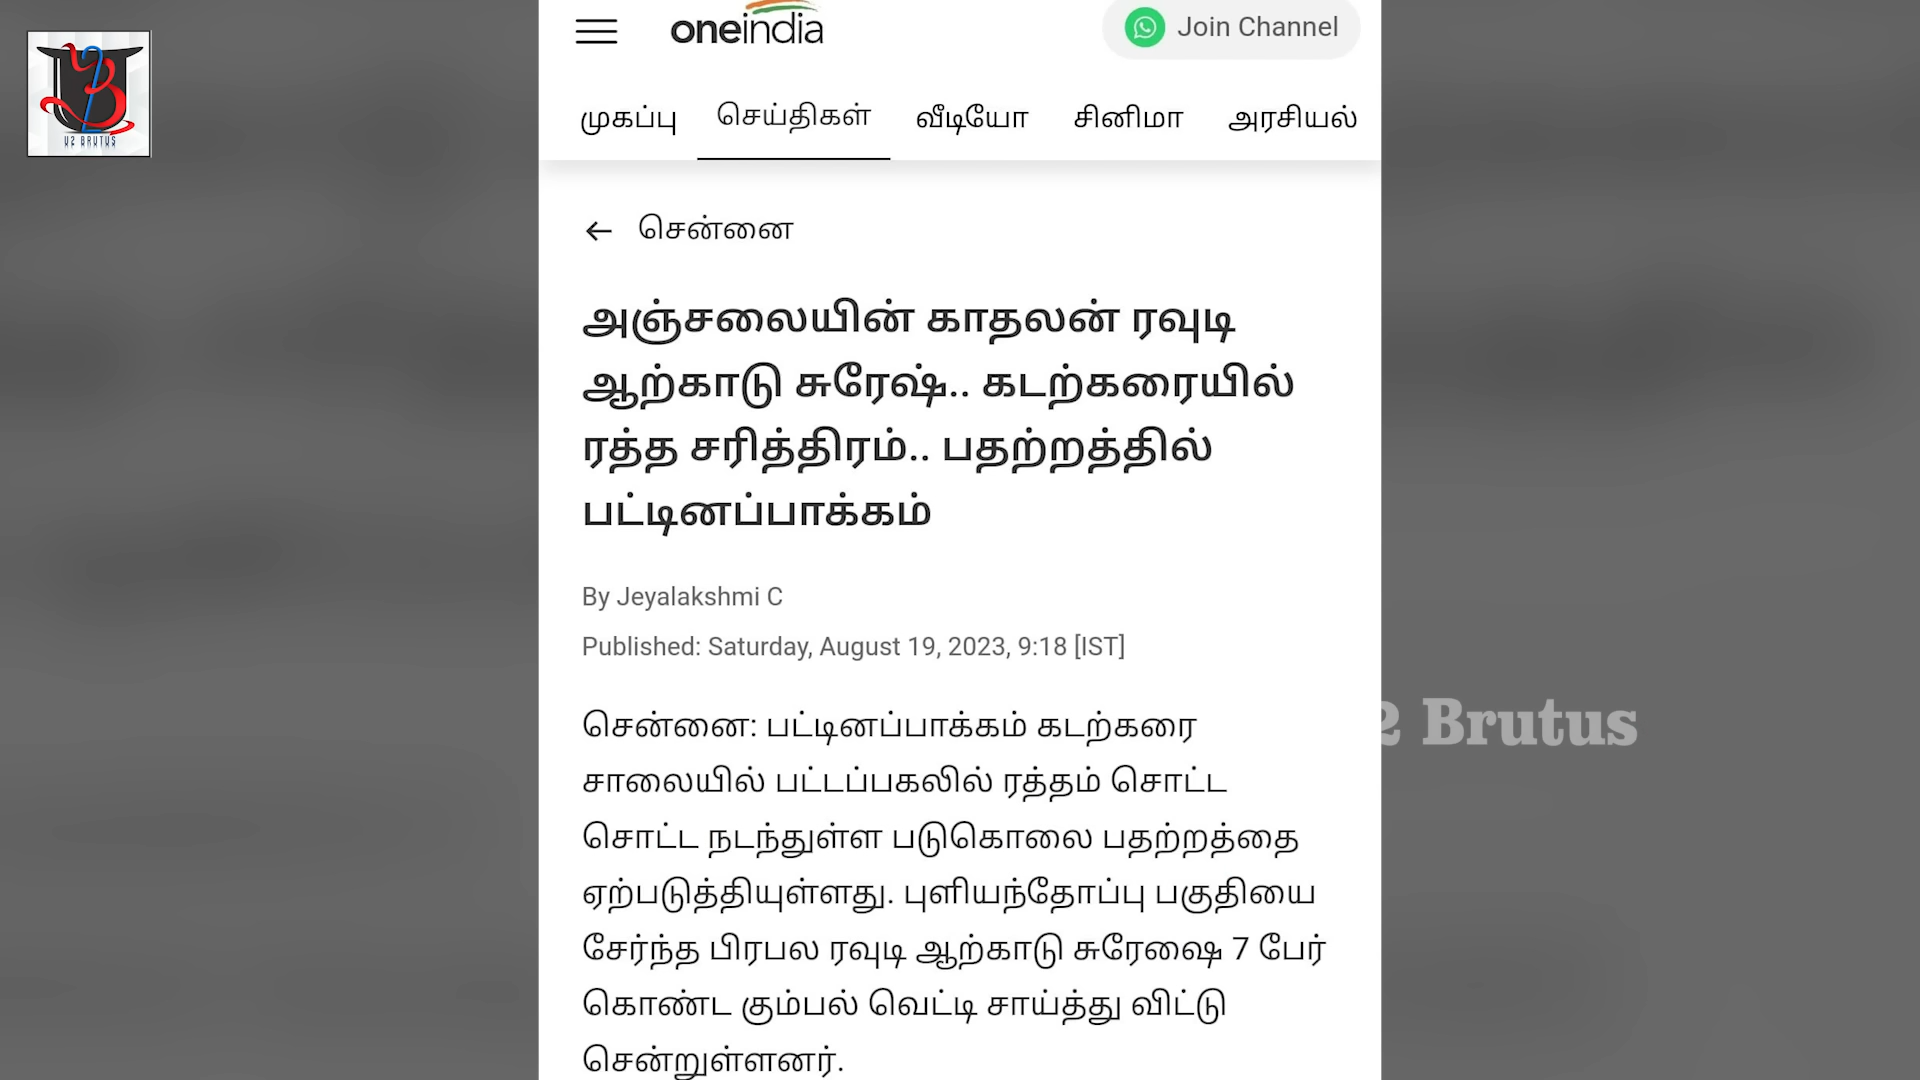 oneindia
Join Channel
முகப்பு செய்திகள் வீடியோ சினிமா அரசியல்
← சென்னை
அஞ்சலையின் காதலன் ரவுடி
ஆற்காடு சுரேஷ்.. கடற்கரையில்
ரத்த சரித்திரம்.. பதற்றத்தில்
பட்டினப்பாக்கம்
By Jeyalakshmi C
Published: Saturday, August 19, 2023, 9:18 [IST]
சென்னை: பட்டினப்பாக்கம் கடற்கரை
சாலையில் பட்டப்பகலில் ரத்தம் சொட்ட
சொட்ட நடந்துள்ள படுகொலை பதற்றத்தை
ஏற்படுத்தியுள்ளது. புளியந்தோப்பு பகுதியை
சேர்ந்த பிரபல ரவுடி ஆற்காடு சுரேஷை 7 பேர்
கொண்ட கும்பல் வெட்டி சாய்த்து விட்டு
சென்றுள்ளனர்.
U2 BRUTUS
2 Brutus